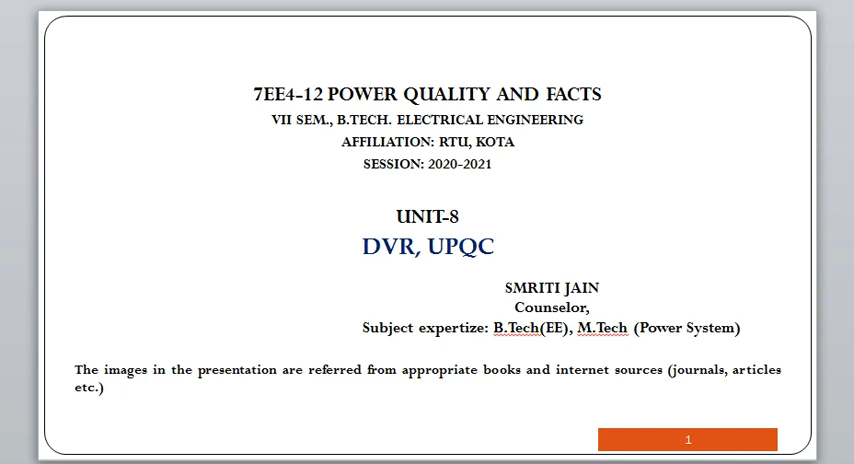 7EE4-12 POWER QUALITY AND FACTS
VII SEM., B.TECH. ELECTRICAL ENGINEERING
AFFILIATION: RTU, KOTA
SESSION: 2020-2021
UNIT-8
DVR, UPQC
SMRITI JAIN
Counselor,
Subject expertize: B.Tech(EE), M.Tech (Power System)
The images in the presentation are referred from appropriate books and internet sources (journals, articles
etc.)
1